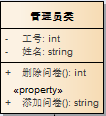 管理员类
- 工号: int
- 姓名: string
+ 删除问卷(): int
«property»
+ 添加问卷(): string